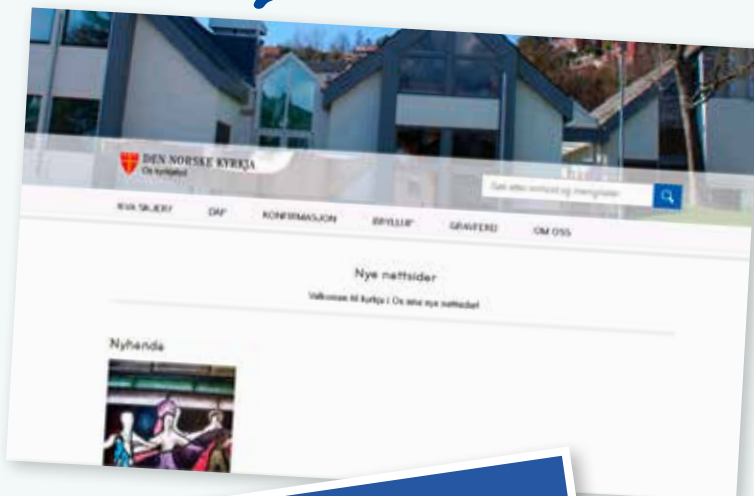 DEN NORSKE KYRKJA
Os kyrkjelyd
Søk etter innhold og menigheter
KVA SKJER?
DÅP
KONFIRMASJON
BRYLLUP
GRAVFERD
OM OSS
Nye nettsider
Velkomen til kyrkja i Os sine nye nettsider!
Nyhende